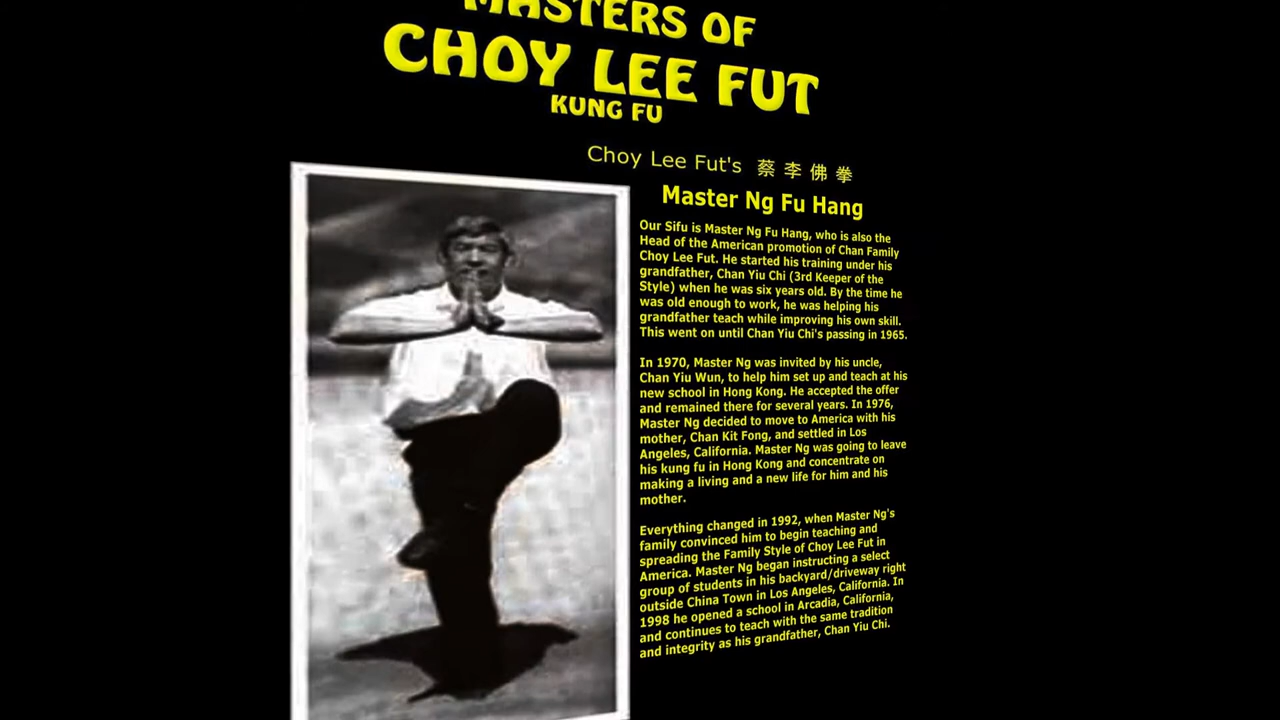 MASTERS OF
CHOY LEE FUT
KUNG FU
Choy Lee Fut's 蔡李佛拳
Master Ng Fu Hang
Our Sifu is Master Ng Fu Hang, who is also the
Head of the American promotion of Chan Family
Choy Lee Fut. He started his training under his
grandfather, Chan Yiu Chi (3rd Keeper of the
Style) when he was six years old. By the time he
was old enough to work, he was helping his
grandfather teach while improving his own skill.
This went on until Chan Yiu Chi's passing in 1965.
In 1970, Master Ng was invited by his uncle,
Chan Yiu Wun, to help him set up and teach at his
new school in Hong Kong. He accepted the offer
and remained there for several years. In 1976,
Master Ng decided to move to America with his
mother, Chan Kit Fong, and settled in Los
Angeles, California. Master Ng was going to leave
his kung fu in Hong Kong and concentrate on
making a living and a new life for him and his
mother.
Everything changed in 1992, when Master Ng's
family convinced him to begin teaching and
spreading the Family Style of Choy Lee Fut in
America. Master Ng began instructing a select
group of students in his backyard/driveway right
outside China Town in Los Angeles, California. In
1998 he opened a school in Arcadia, California,
and continues to teach with the same tradition
and integrity as his grandfather, Chan Yiu Chi.